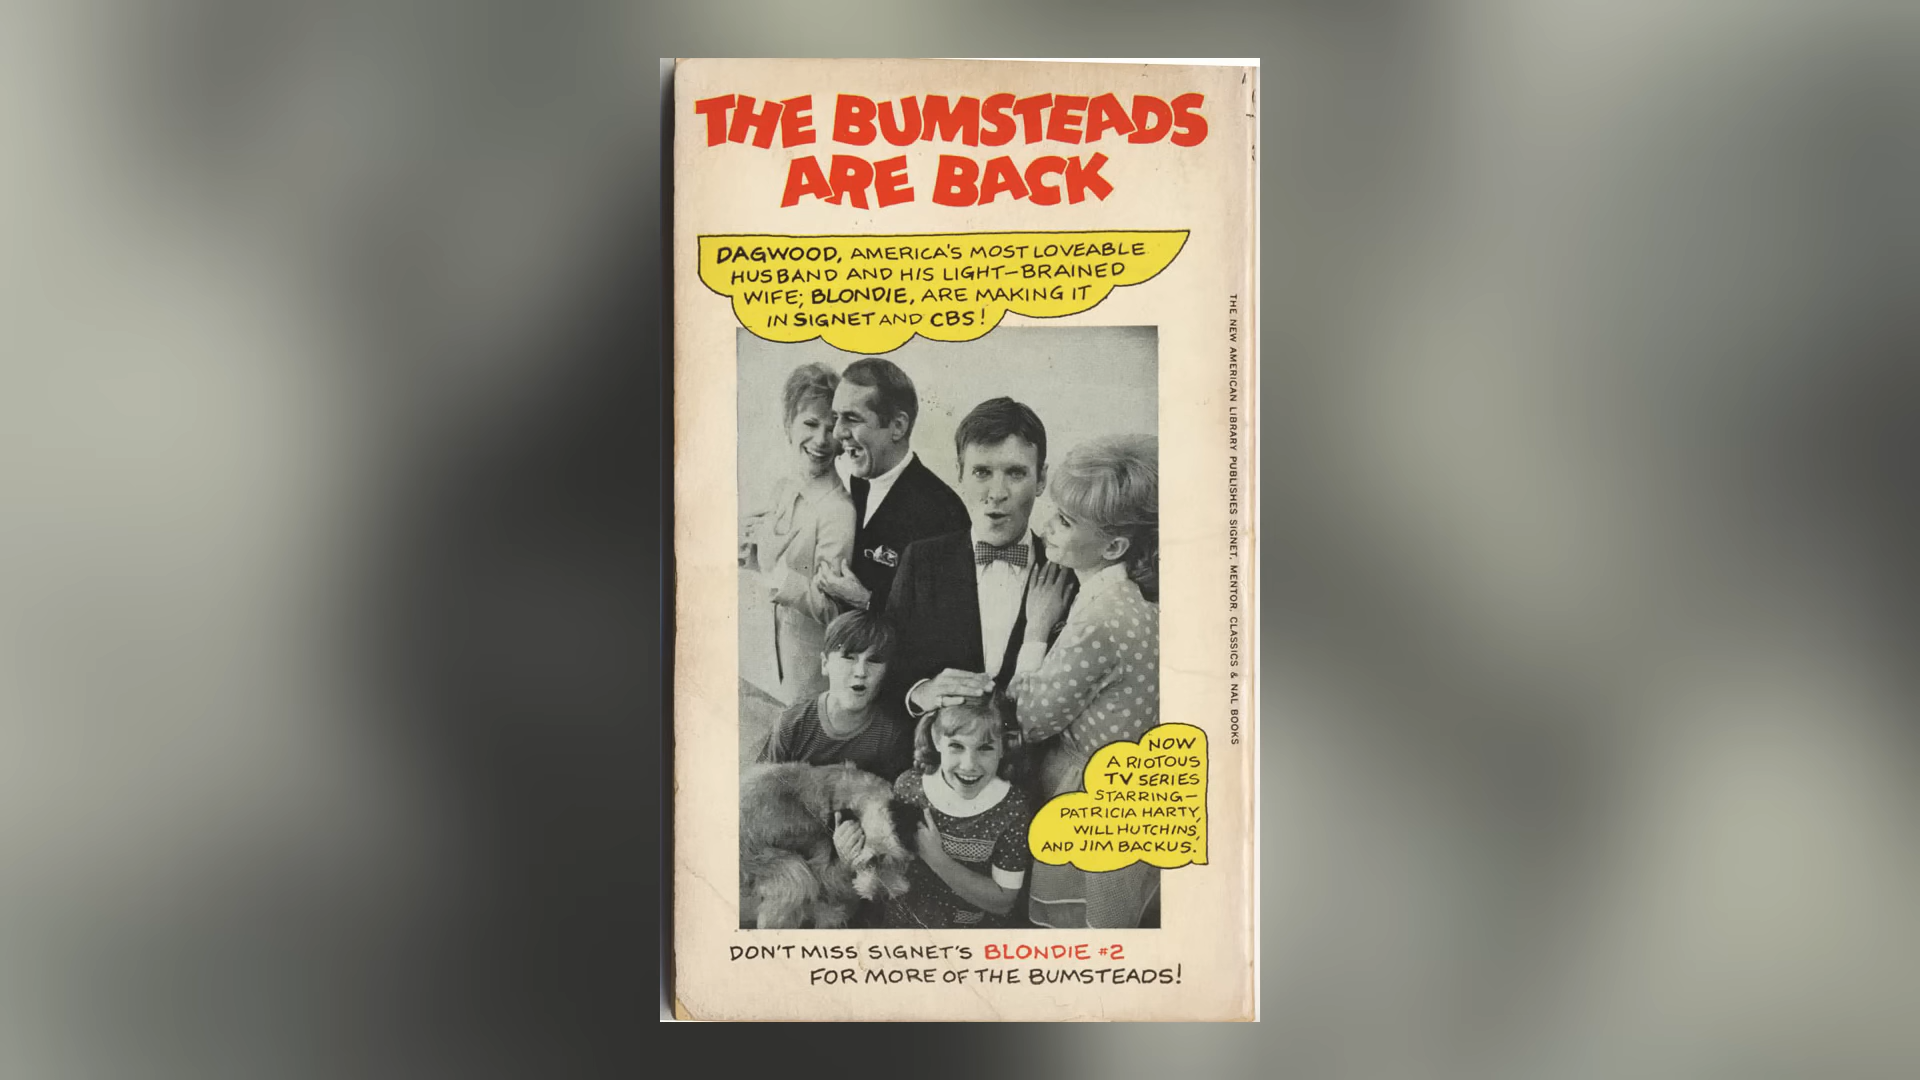 THE BUMSTEADS
ARE BACK
DAGWOOD, AMERICA'S MOST LOVEABLE
HUSBAND AND HIS LIGHT-BRAINED
WIFE; BLONDIE, ARE MAKING IT
IN SIGNET AND CBS!
NOW
A RIOTOUS
TV SERIES
STARRING-
PATRICIA HARTY,
WILL HUTCHINS,
AND JIM BACKUS.
DON'T MISS SIGNET'S BLONDIE #2
FOR MORE OF THE BUMSTEADS!
THE NEW AMERICAN LIBRARY PUBLISHES SIGNET, MENTOR, CLASSICS & NAL BOOKS